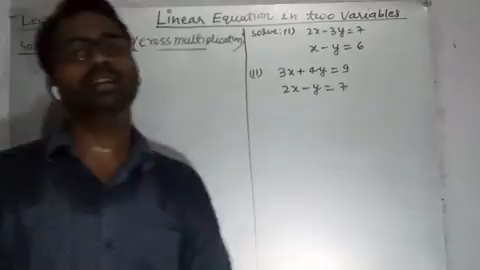 Linear Equation in two Variables
(cross multiplication)
solve: (I) 2x - 3y = 7
x - y = 6
(II) 3x + 4y = 9
2x - y = 7